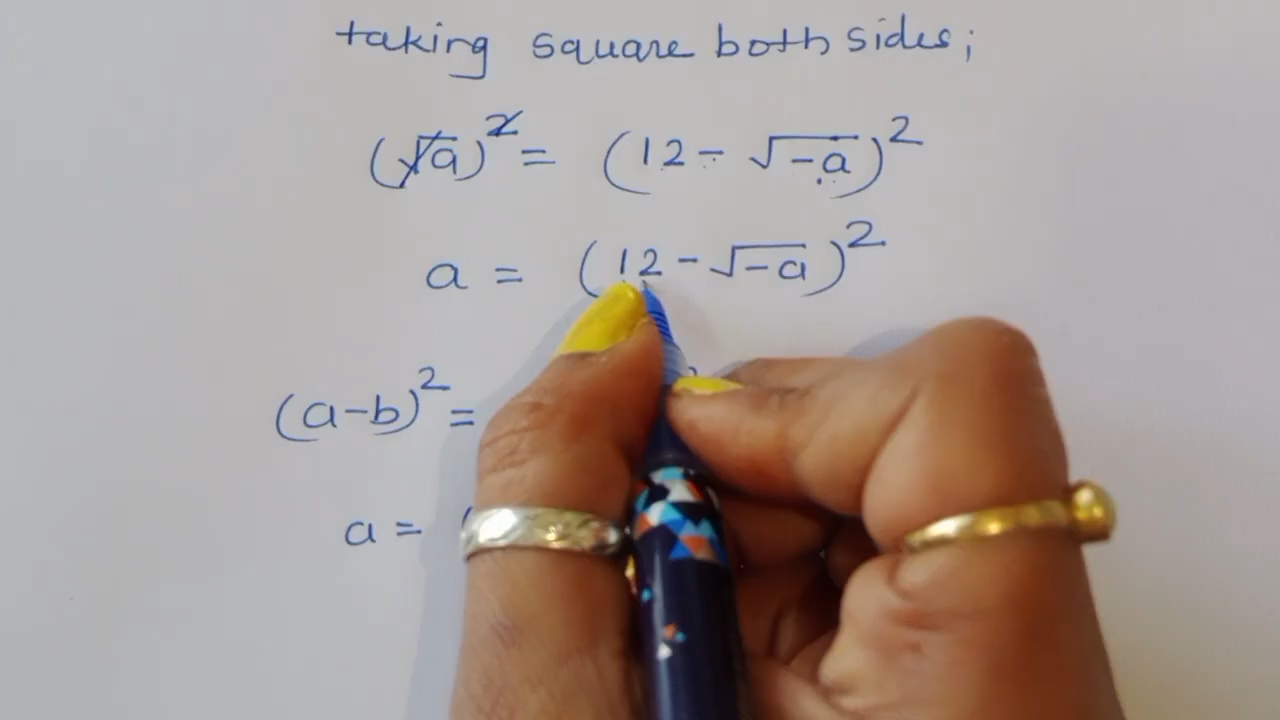 taking square both sides;
(√a)² = (12 - √-a)²
a = (12 - √-a)²
(a-b)² =
a = (